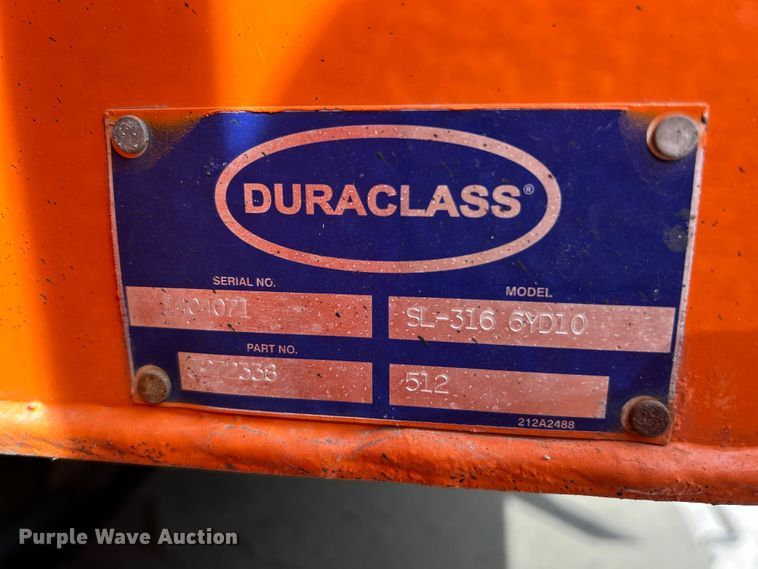 DURACLASS®
SERIAL NO.
1404071
MODEL
SL-316 6YD10
PART NO.
512
212A2488
Purple Wave Auction